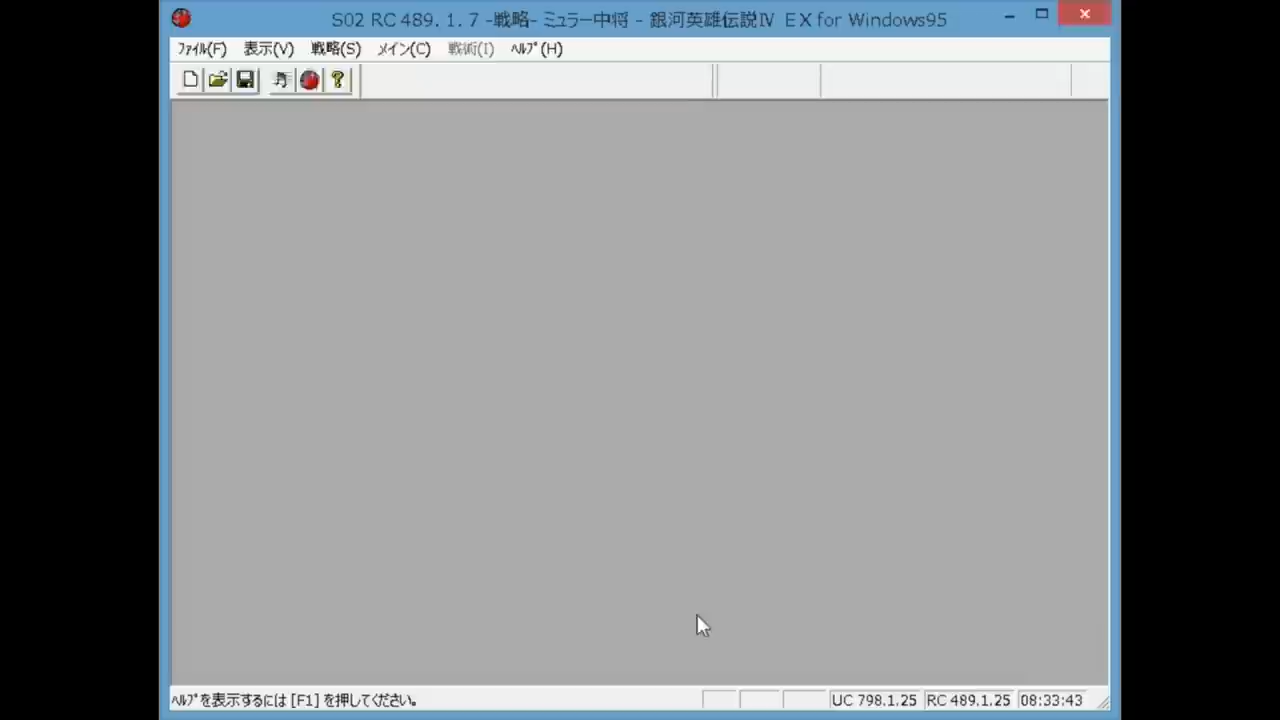 S02 RC 489. 1. 7 -戦略- ミュラー中将 - 銀河英雄伝説Ⅳ EX for Windows95
ﾌｧｲﾙ(F) 表示(V) 戦略(S) メイン(C) 戦術(I) ﾍﾙﾌﾟ(H)
ﾍﾙﾌﾟを表示するには [F1] を押してください。 UC 798.1.25 RC 489.1.25 08:33:43